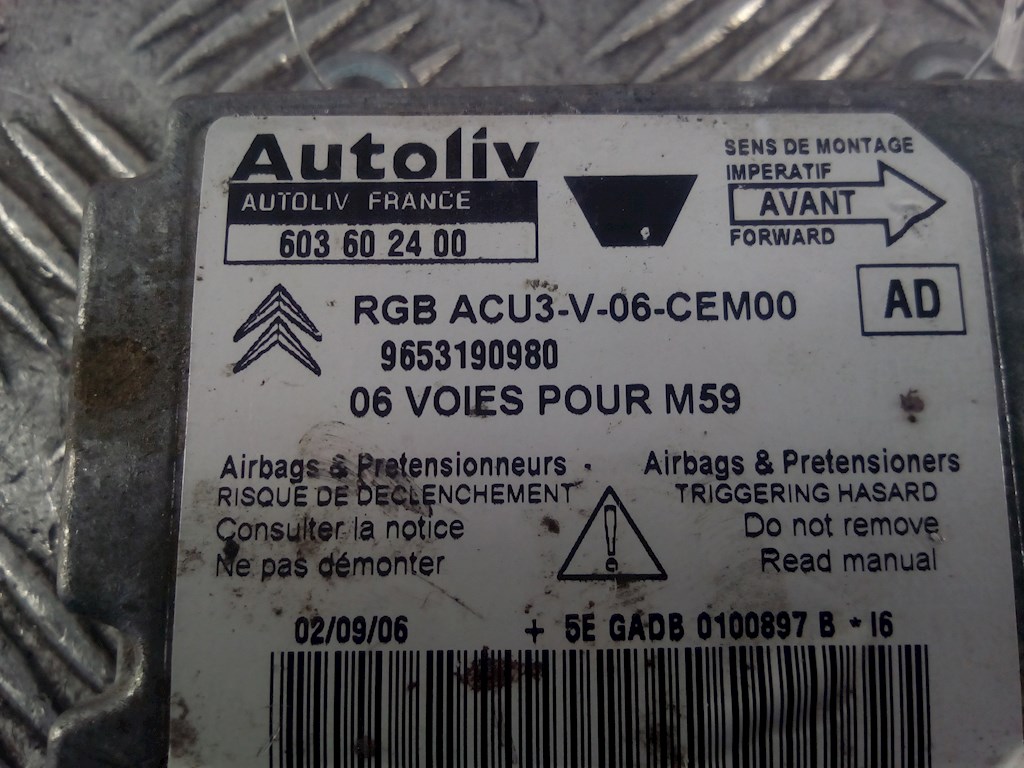 Autoliv
AUTOLIV FRANCE
603 60 24 00
SENS DE MONTAGE
IMPERATIF
AVANT
FORWARD
AD
RGB ACU3-V-06-CEM00
9653190980
06 VOIES POUR M59
Airbags & Pretensionneurs
RISQUE DE DECLENCHEMENT
Consulter la notice
Ne pas démonter
Airbags & Pretensioners
TRIGGERING HASARD
Do not remove
Read manual
02/09/06 + 5E GADB 0100897 B * I6